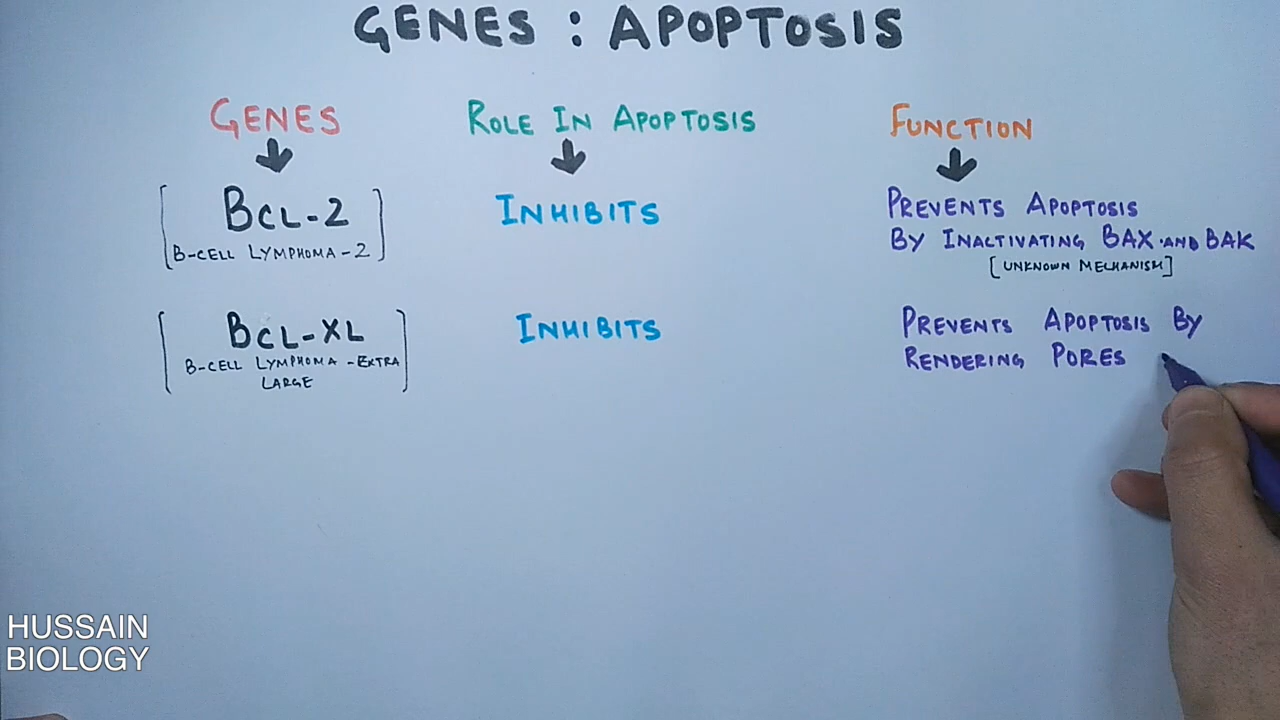 GENES : APOPTOSIS
GENES
ROLE IN APOPTOSIS
FUNCTION
BCL-2
B-CELL LYMPHOMA-2
INHIBITS
PREVENTS APOPTOSIS
BY INACTIVATING BAX AND BAK
[UNKNOWN MECHANISM]
BCL-XL
B-CELL LYMPHOMA -EXTRA
LARGE
INHIBITS
PREVENTS APOPTOSIS BY
RENDERING PORES
HUSSAIN
BIOLOGY